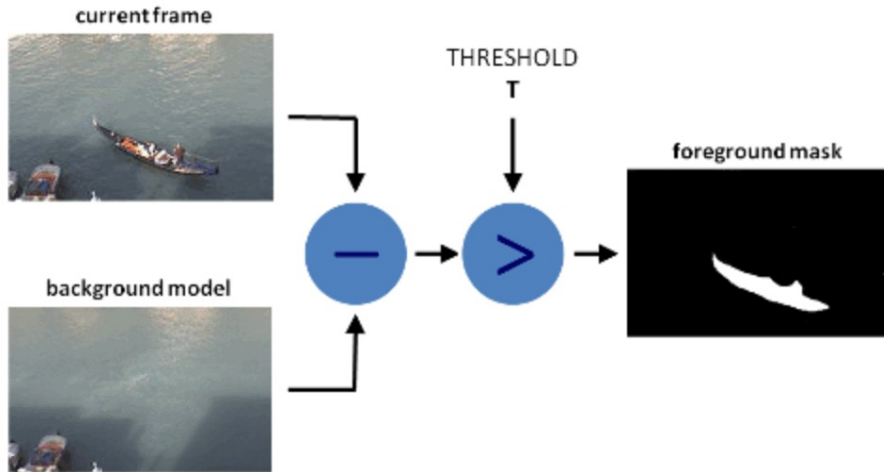 current frame
THRESHOLD
T
foreground mask
—
>
background model